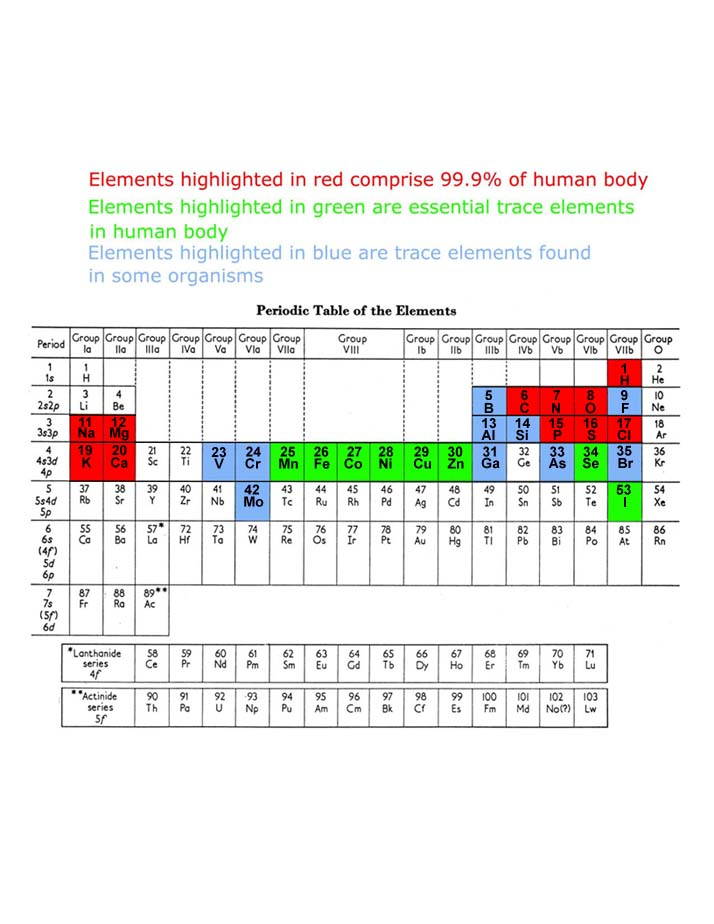 Elements highlighted in red comprise 99.9% of human body
Elements highlighted in green are essential trace elements
in human body
Elements highlighted in blue are trace elements found
in some organisms
Periodic Table of the Elements
Period Group Ia Group IIa Group IIIa Group IVa Group Va Group VIa Group VIIa Group VIII Group Ib Group IIb Group IIIb Group IVb Group Vb Group VIb Group VIIb Group O
1 1 1 2
1s H H He
2 3 4 5 6 7 8 9 10
2s2p Li Be B C N O F Ne
3 11 12 13 14 15 16 17 18
3s3p Na Mg Al Si P S Cl Ar
4 19 20 21 22 23 24 25 26 27 28 29 30 31 32 33 34 35 36
4s3d K Ca Sc Ti V Cr Mn Fe Co Ni Cu Zn Ga Ge As Se Br Kr
4p
5 37 38 39 40 41 42 43 44 45 46 47 48 49 50 51 52 53 54
5s4d Rb Sr Y Zr Nb Mo Tc Ru Rh Pd Ag Cd In Sn Sb Te I Xe
5p
6 55 56 57* 72 73 74 75 76 77 78 79 80 81 82 83 84 85 86
6s Ca Ba La Hf Ta W Re Os Ir Pt Au Hg Tl Pb Bi Po At Rn
(4f)
5d
6p
7 87 88 89**
7s Fr Ra Ac
(5f)
6d
*Lanthanide 58 59 60 61 62 63 64 65 66 67 68 69 70 71
series Ce Pr Nd Pm Sm Eu Gd Tb Dy Ho Er Tm Yb Lu
4f
**Actinide 90 91 92 93 94 95 96 97 98 99 100 101 102 103
series Th Pa U Np Pu Am Cm Bk Cf Es Fm Md No(?) Lw
5f